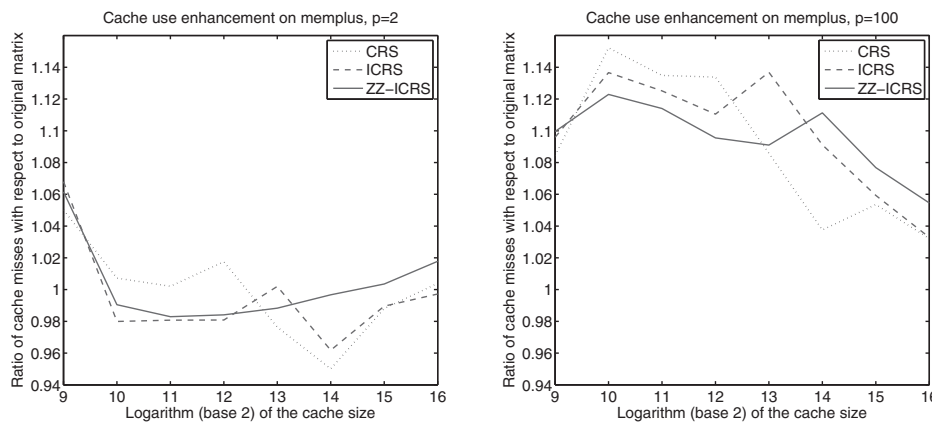 Cache use enhancement on memplus, p=2
Ratio of cache misses with respect to original matrix
1.14
1.12
1.1
1.08
1.06
1.04
1.02
1
0.98
0.96
0.94
CRS
ICRS
ZZ-ICRS
9 10 11 12 13 14 15 16
Logarithm (base 2) of the cache size
Cache use enhancement on memplus, p=100
Ratio of cache misses with respect to original matrix
1.14
1.12
1.1
1.08
1.06
1.04
1.02
1
0.98
0.96
0.94
CRS
ICRS
ZZ-ICRS
9 10 11 12 13 14 15 16
Logarithm (base 2) of the cache size